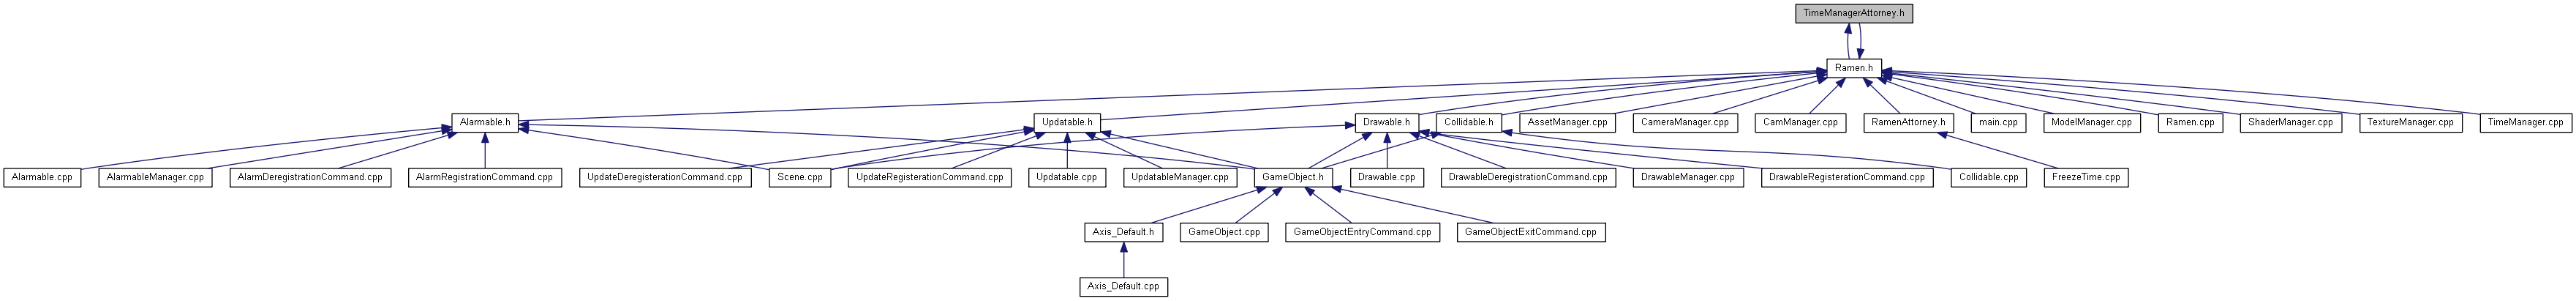 TimeManagerAttorney.h
Ramen.h
Alarmable.h
Updatable.h
Drawable.h
Collidable.h
AssetManager.cpp
CameraManager.cpp
CamManager.cpp
RamenAttorney.h
main.cpp
ModelManager.cpp
Ramen.cpp
ShaderManager.cpp
TextureManager.cpp
TimeManager.cpp
Alarmable.cpp
AlarmableManager.cpp
AlarmDeregistrationCommand.cpp
AlarmRegistrationCommand.cpp
UpdateDeregisterationCommand.cpp
Scene.cpp
UpdateRegisterationCommand.cpp
Updatable.cpp
UpdatableManager.cpp
GameObject.h
Drawable.cpp
DrawableDeregistrationCommand.cpp
DrawableManager.cpp
DrawableRegisterationCommand.cpp
Collidable.cpp
FreezeTime.cpp
Axis_Default.h
GameObject.cpp
GameObjectEntryCommand.cpp
GameObjectExitCommand.cpp
Axis_Default.cpp